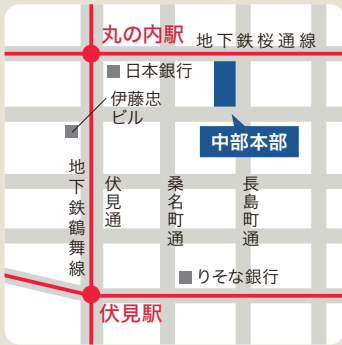 丸の内駅
地下鉄桜通線
日本銀行
伊藤忠
ビル
中部本部
地下鉄鶴舞線
伏見通
桑名町通
長島町通
りそな銀行
伏見駅